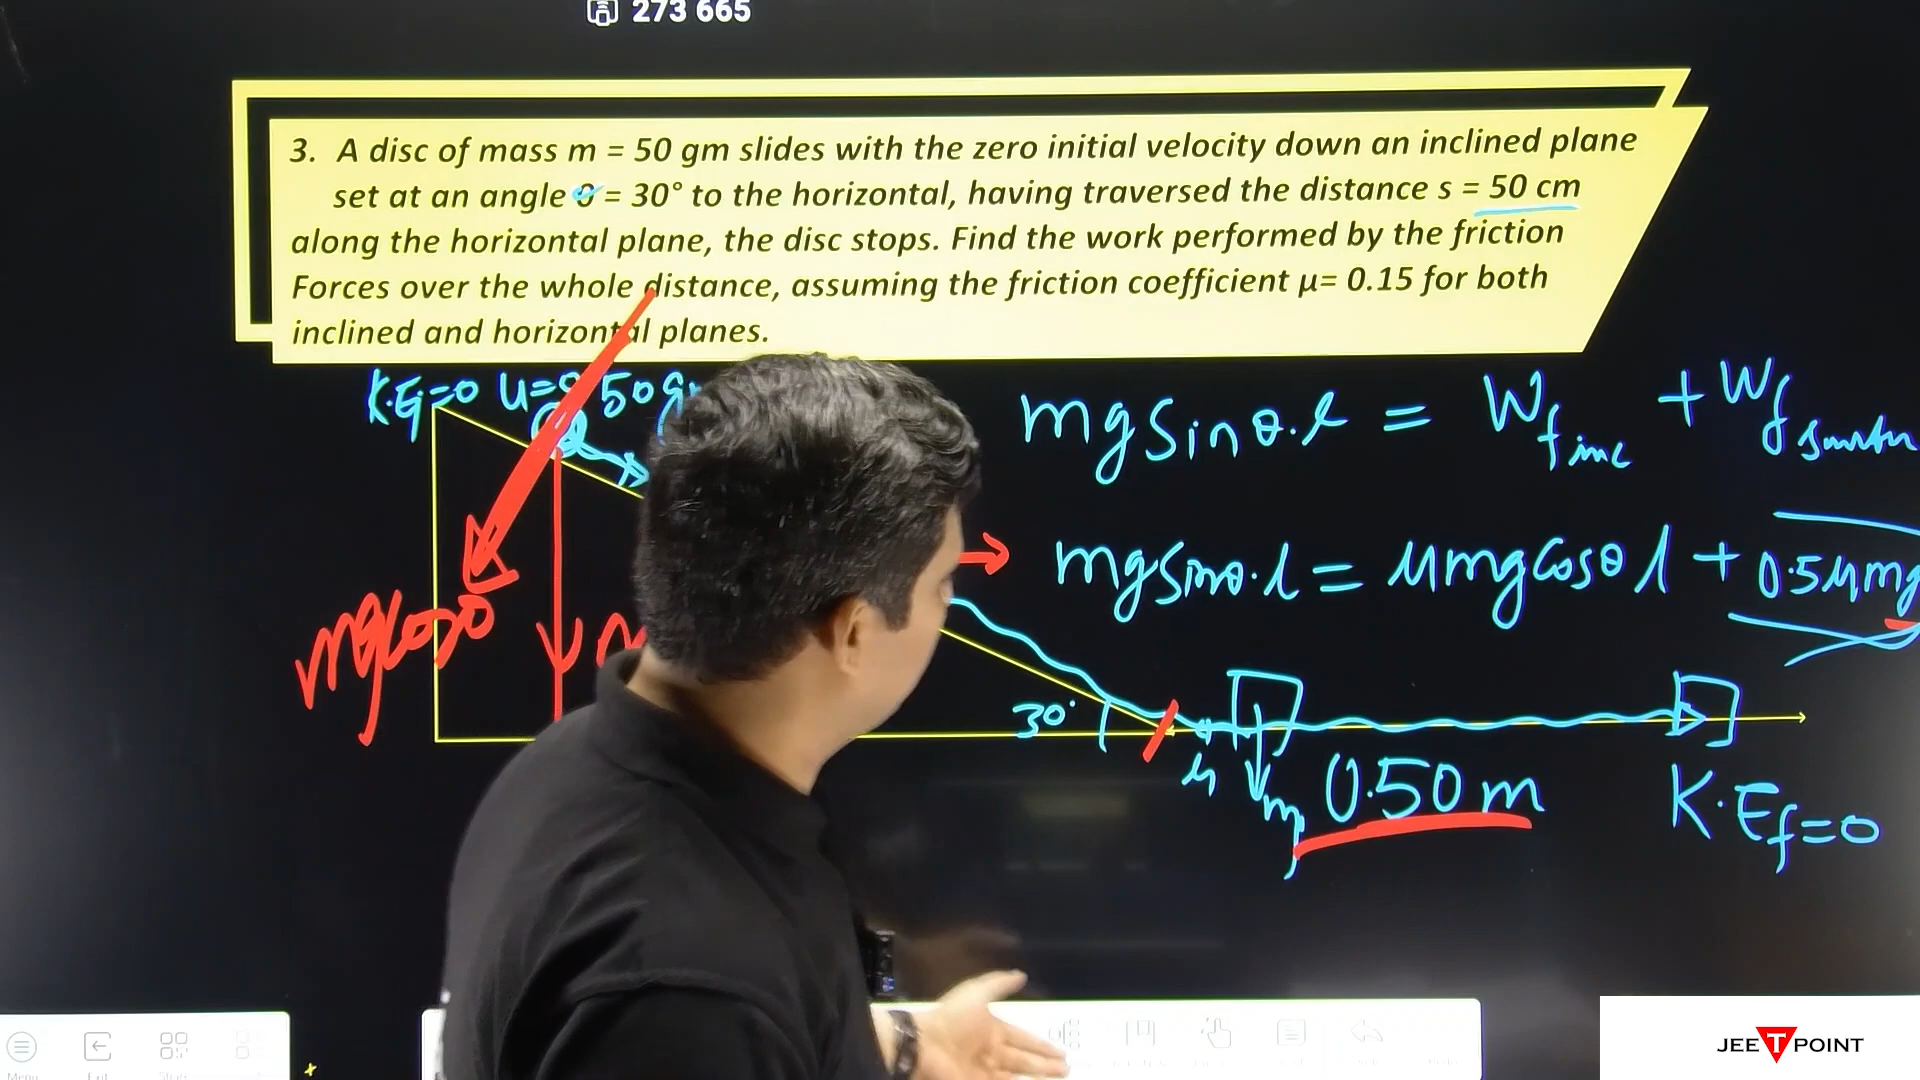 273 665
3. A disc of mass m = 50 gm slides with the zero initial velocity down an inclined plane
set at an angle θ = 30° to the horizontal, having traversed the distance s = 50 cm
along the horizontal plane, the disc stops. Find the work performed by the friction
Forces over the whole distance, assuming the friction coefficient μ= 0.15 for both
inclined and horizontal planes.
K.Ei=0 u=0 50g
mgsinθ.l = Wf inc + Wf
mgsinθ.l = μmgcosθ l + 0.5μmg
mgcosθ
30°
μ
0.50 m
K.Ef=0
JEE T POINT